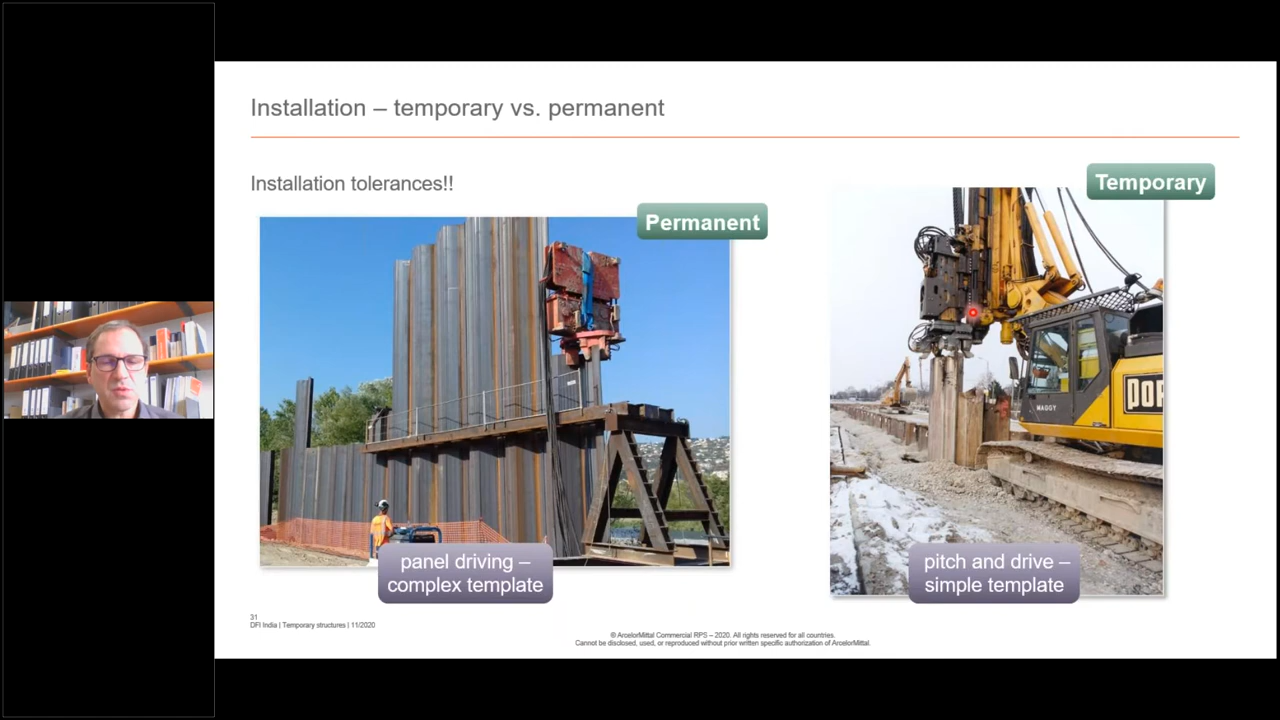 Installation – temporary vs. permanent
Installation tolerances!!
Permanent
Temporary
MAGGY
panel driving –
complex template
pitch and drive –
simple template
31
DFI India | Temporary structures | 11/2020
© ArcelorMittal Commercial RPS – 2020. All rights reserved for all countries.
Cannot be disclosed, used, or reproduced without prior written specific authorization of ArcelorMittal.